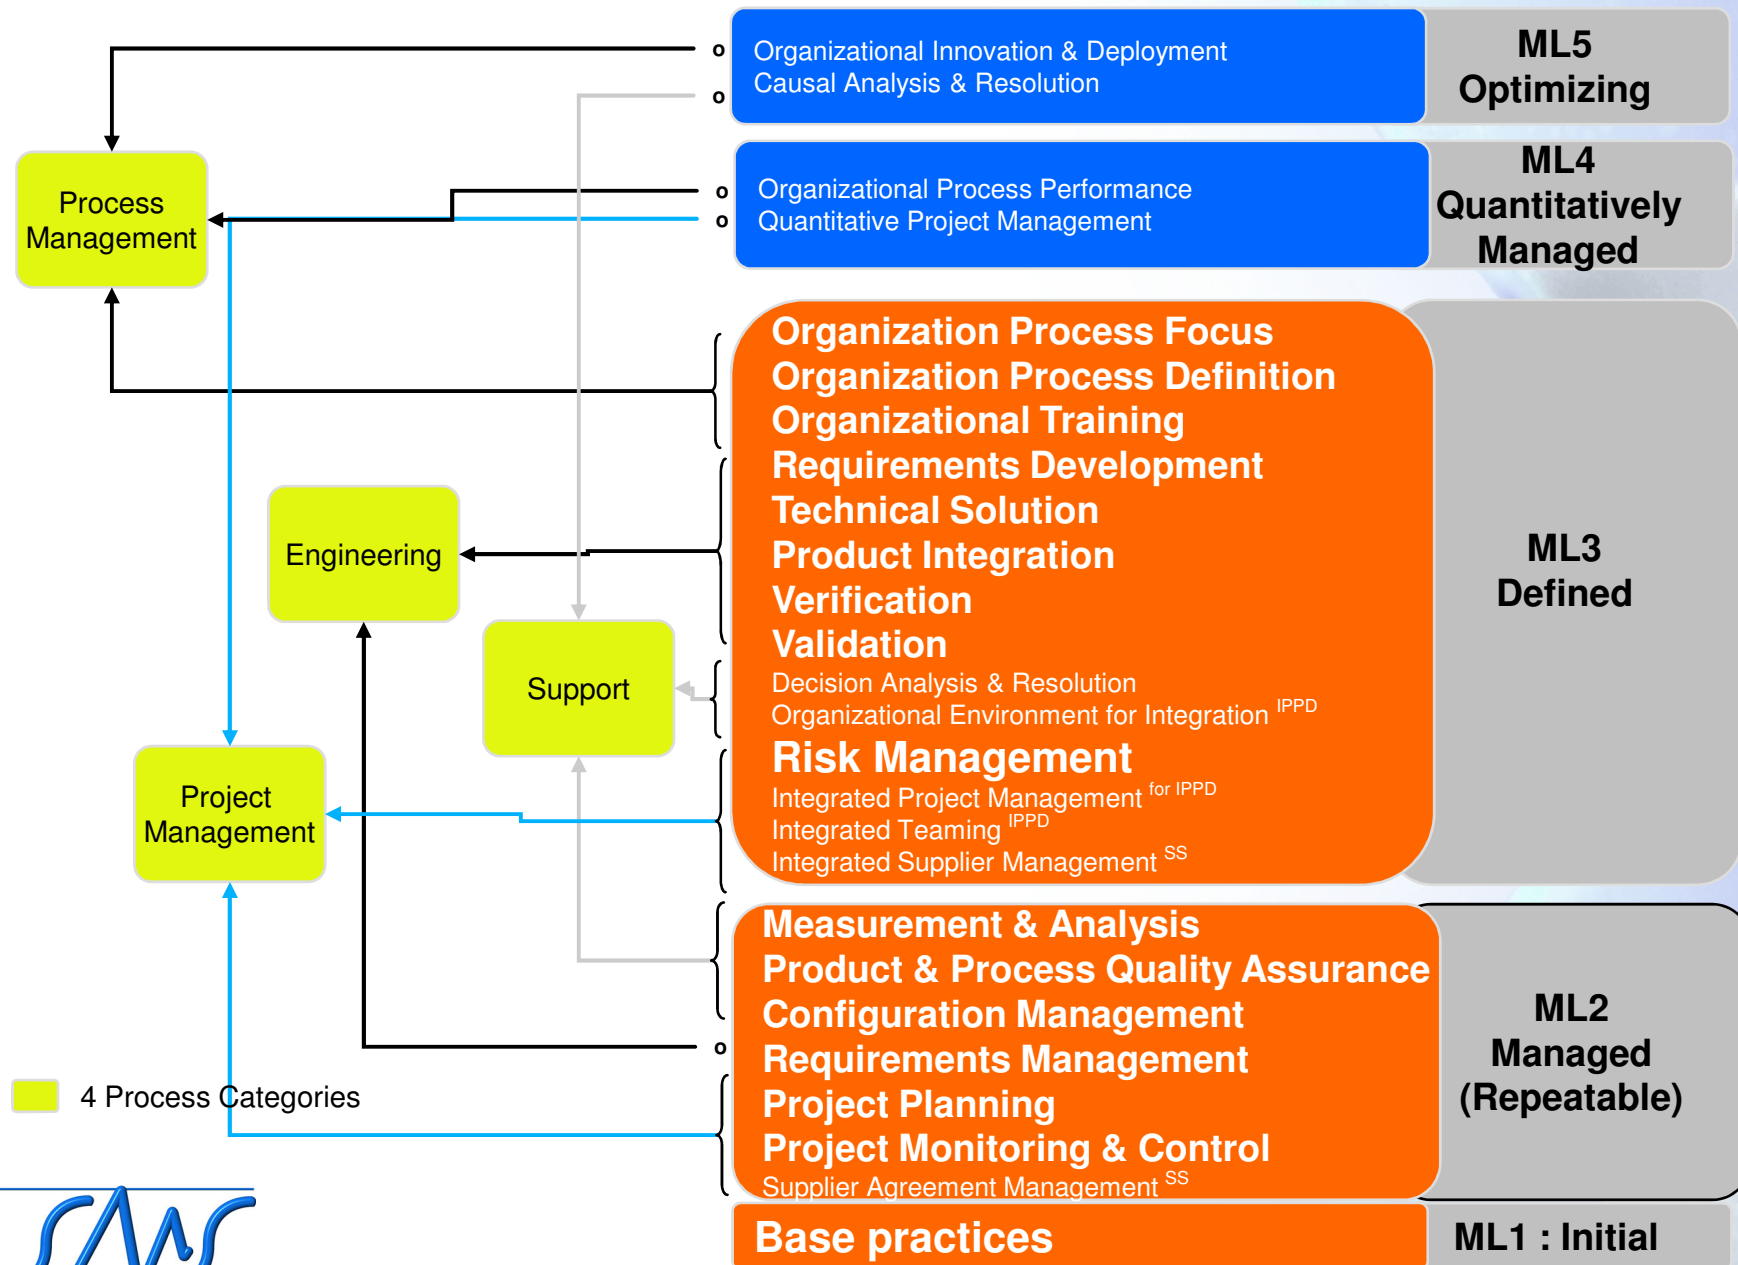 o Organizational Innovation & Deployment
o Causal Analysis & Resolution
ML5
Optimizing
o Organizational Process Performance
o Quantitative Project Management
ML4
Quantitatively
Managed
Process
Management
Organization Process Focus
Organization Process Definition
Organizational Training
Requirements Development
Technical Solution
Product Integration
Verification
Validation
Decision Analysis & Resolution
Organizational Environment for Integration IPPD
Risk Management
Integrated Project Management for IPPD
Integrated Teaming IPPD
Integrated Supplier Management SS
ML3
Defined
Engineering
Support
Project
Management
Measurement & Analysis
Product & Process Quality Assurance
Configuration Management
o Requirements Management
Project Planning
Project Monitoring & Control
Supplier Agreement Management SS
ML2
Managed
(Repeatable)
4 Process Categories
Base practices
ML1 : Initial